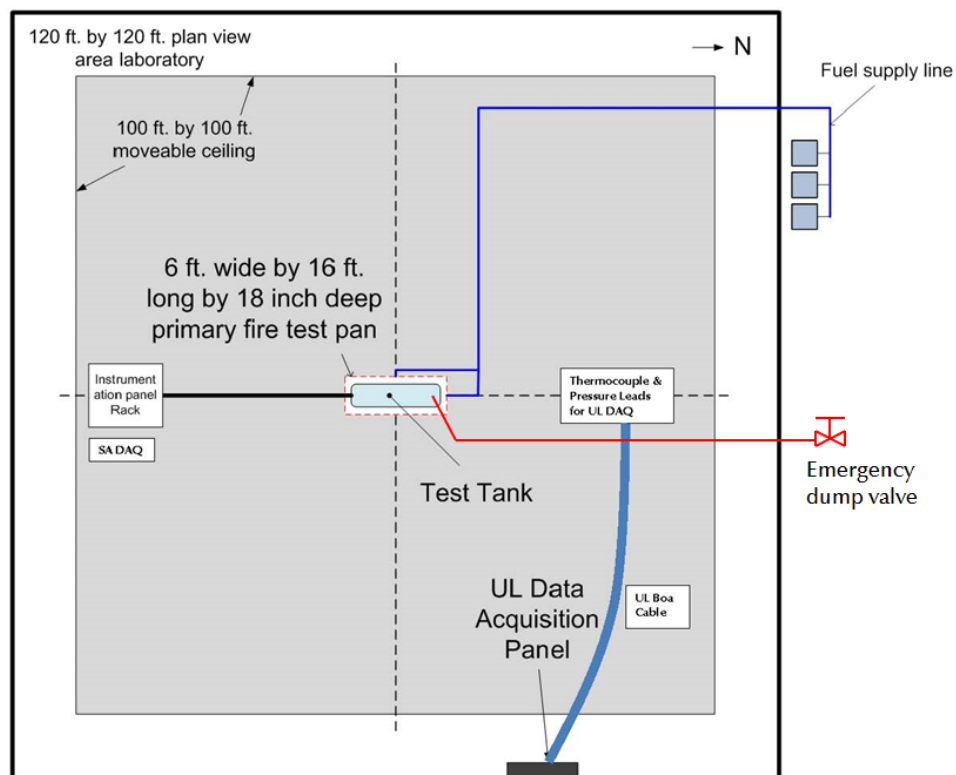 120 ft. by 120 ft. plan view
area laboratory
N
Fuel supply line
100 ft. by 100 ft.
moveable ceiling
6 ft. wide by 16 ft.
long by 18 inch deep
primary fire test pan
Instrument
ation panel
Rack
Thermocouple &
Pressure Leads
for UL DAQ
SA DAQ
Test Tank
Emergency
dump valve
UL Data
Acquisition
Panel
UL Boa
Cable